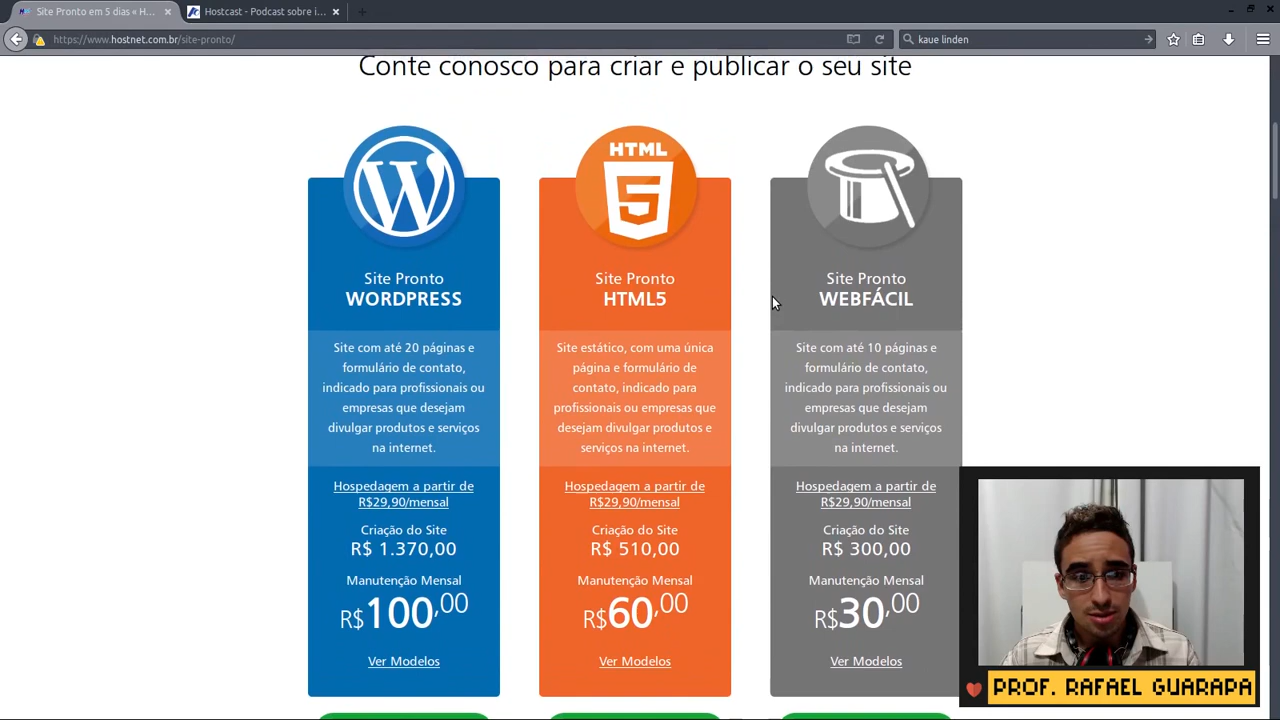 Site Pronto em 5 dias « H...
Hostcast - Podcast sobre i...
https://www.hostnet.com.br/site-pronto/
kaue linden
Conte conosco para criar e publicar o seu site
W
Site Pronto
WORDPRESS
Site com até 20 páginas e
formulário de contato,
indicado para profissionais ou
empresas que desejam
divulgar produtos e serviços
na internet.
Hospedagem a partir de
R$29,90/mensal
Criação do Site
R$ 1.370,00
Manutenção Mensal
R$100,00
Ver Modelos
HTML
5
Site Pronto
HTML5
Site estático, com uma única
página e formulário de
contato, indicado para
profissionais ou empresas que
desejam divulgar produtos e
serviços na internet.
Hospedagem a partir de
R$29,90/mensal
Criação do Site
R$ 510,00
Manutenção Mensal
R$60,00
Ver Modelos
Site Pronto
WEBFÁCIL
Site com até 10 páginas e
formulário de contato,
indicado para profissionais ou
empresas que desejam
divulgar produtos e serviços
na internet.
Hospedagem a partir de
R$29,90/mensal
Criação do Site
R$ 300,00
Manutenção Mensal
R$30,00
Ver Modelos
PROF. RAFAEL GUARAPA